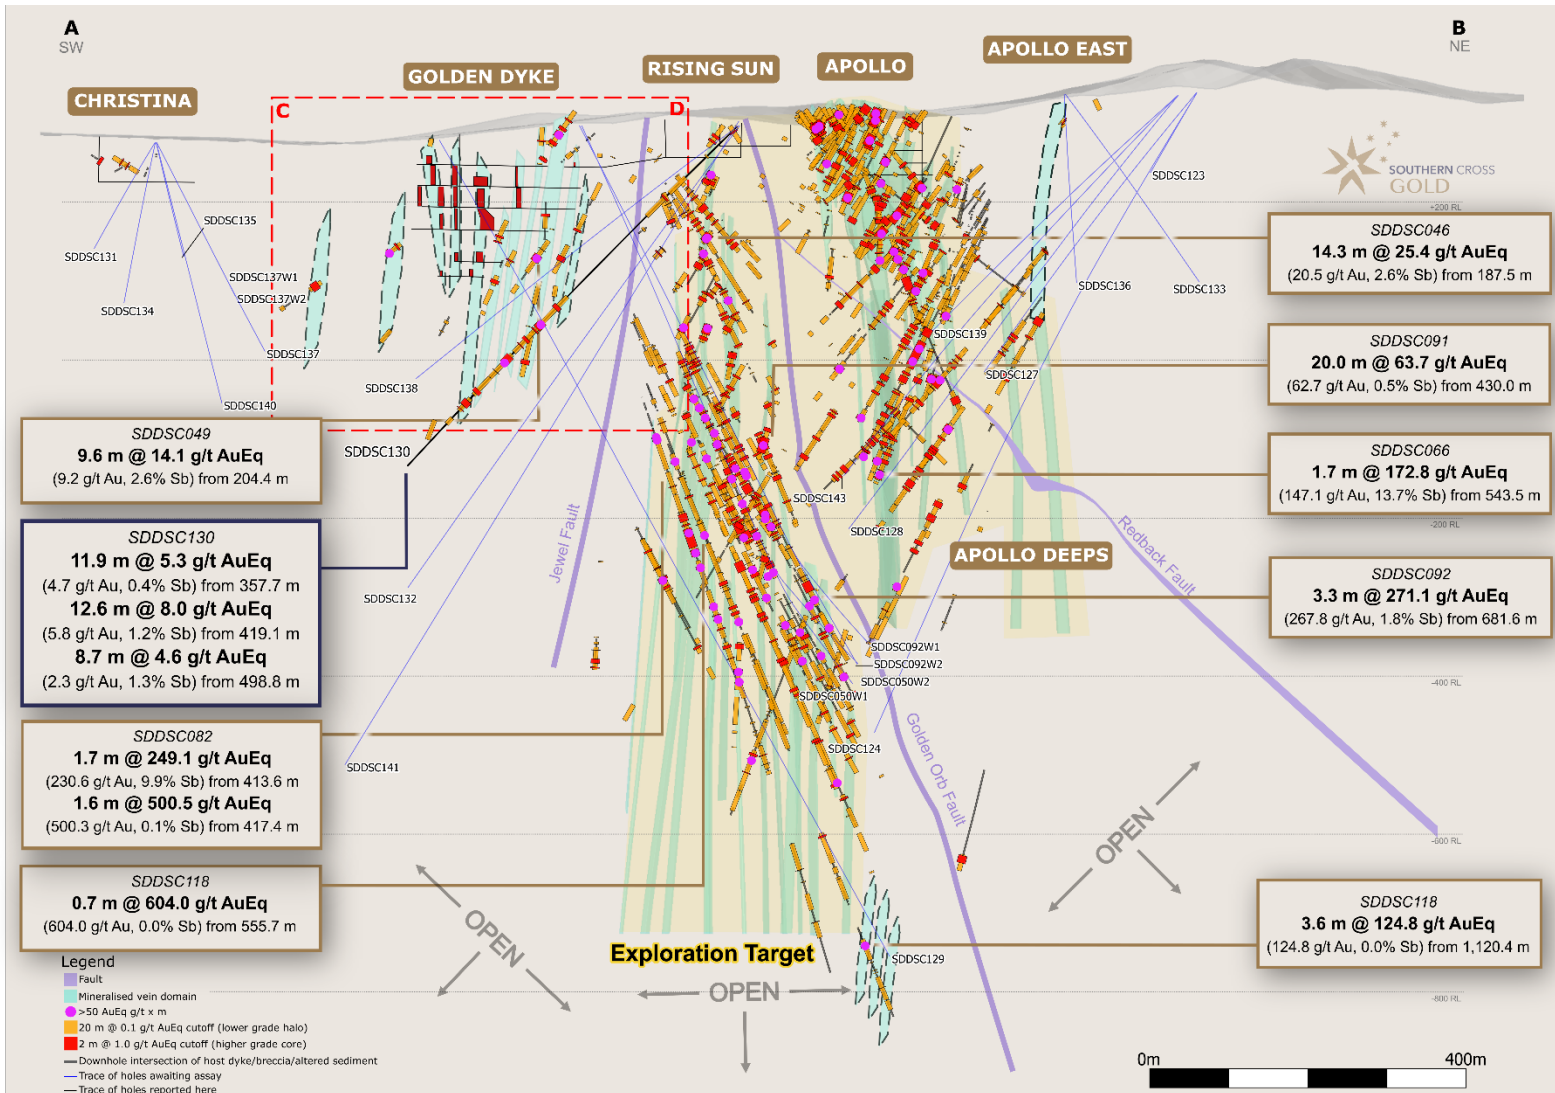 A
SW
B
NE
CHRISTINA
GOLDEN DYKE
RISING SUN
APOLLO
APOLLO EAST
C
D
SOUTHERN CROSS
GOLD
+200 RL
-200 RL
-400 RL
-600 RL
-800 RL
SDDSC123
SDDSC135
SDDSC131
SDDSC137W1
SDDSC137W2
SDDSC134
SDDSC136
SDDSC133
SDDSC139
SDDSC137
SDDSC127
SDDSC138
SDDSC140
SDDSC130
SDDSC143
SDDSC128
SDDSC132
SDDSC092W1
SDDSC092W2
SDDSC050W2
SDDSC050W1
SDDSC124
SDDSC141
SDDSC129
Jewel Fault
Golden Orb Fault
Redback Fault
APOLLO DEEPS
SDDSC046
14.3 m @ 25.4 g/t AuEq
(20.5 g/t Au, 2.6% Sb) from 187.5 m
SDDSC091
20.0 m @ 63.7 g/t AuEq
(62.7 g/t Au, 0.5% Sb) from 430.0 m
SDDSC066
1.7 m @ 172.8 g/t AuEq
(147.1 g/t Au, 13.7% Sb) from 543.5 m
SDDSC092
3.3 m @ 271.1 g/t AuEq
(267.8 g/t Au, 1.8% Sb) from 681.6 m
SDDSC049
9.6 m @ 14.1 g/t AuEq
(9.2 g/t Au, 2.6% Sb) from 204.4 m
SDDSC130
11.9 m @ 5.3 g/t AuEq
(4.7 g/t Au, 0.4% Sb) from 357.7 m
12.6 m @ 8.0 g/t AuEq
(5.8 g/t Au, 1.2% Sb) from 419.1 m
8.7 m @ 4.6 g/t AuEq
(2.3 g/t Au, 1.3% Sb) from 498.8 m
SDDSC082
1.7 m @ 249.1 g/t AuEq
(230.6 g/t Au, 9.9% Sb) from 413.6 m
1.6 m @ 500.5 g/t AuEq
(500.3 g/t Au, 0.1% Sb) from 417.4 m
SDDSC118
0.7 m @ 604.0 g/t AuEq
(604.0 g/t Au, 0.0% Sb) from 555.7 m
SDDSC118
3.6 m @ 124.8 g/t AuEq
(124.8 g/t Au, 0.0% Sb) from 1,120.4 m
OPEN
OPEN
Exploration Target
OPEN
Legend
Fault
Mineralised vein domain
>50 AuEq g/t x m
20 m @ 0.1 g/t AuEq cutoff (lower grade halo)
2 m @ 1.0 g/t AuEq cutoff (higher grade core)
Downhole intersection of host dyke/breccia/altered sediment
Trace of holes awaiting assay
Trace of holes reported here
0m
400m